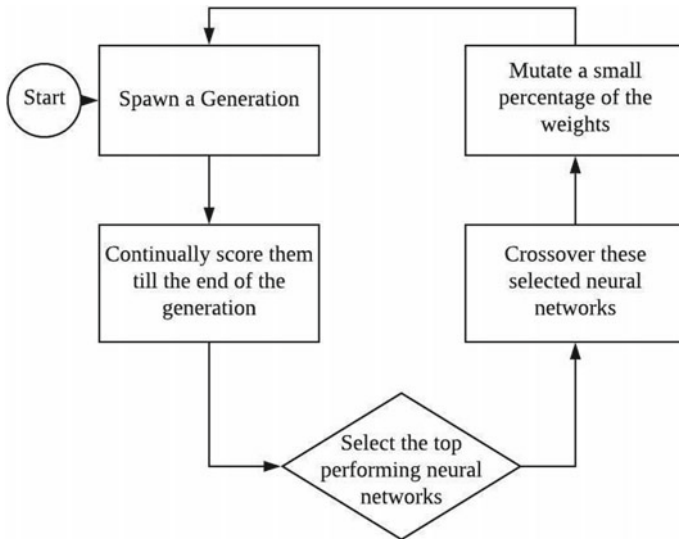 Start
Spawn a Generation
Continually score them
till the end of the
generation
Select the top
performing neural
networks
Crossover these
selected neural
networks
Mutate a small
percentage of the
weights